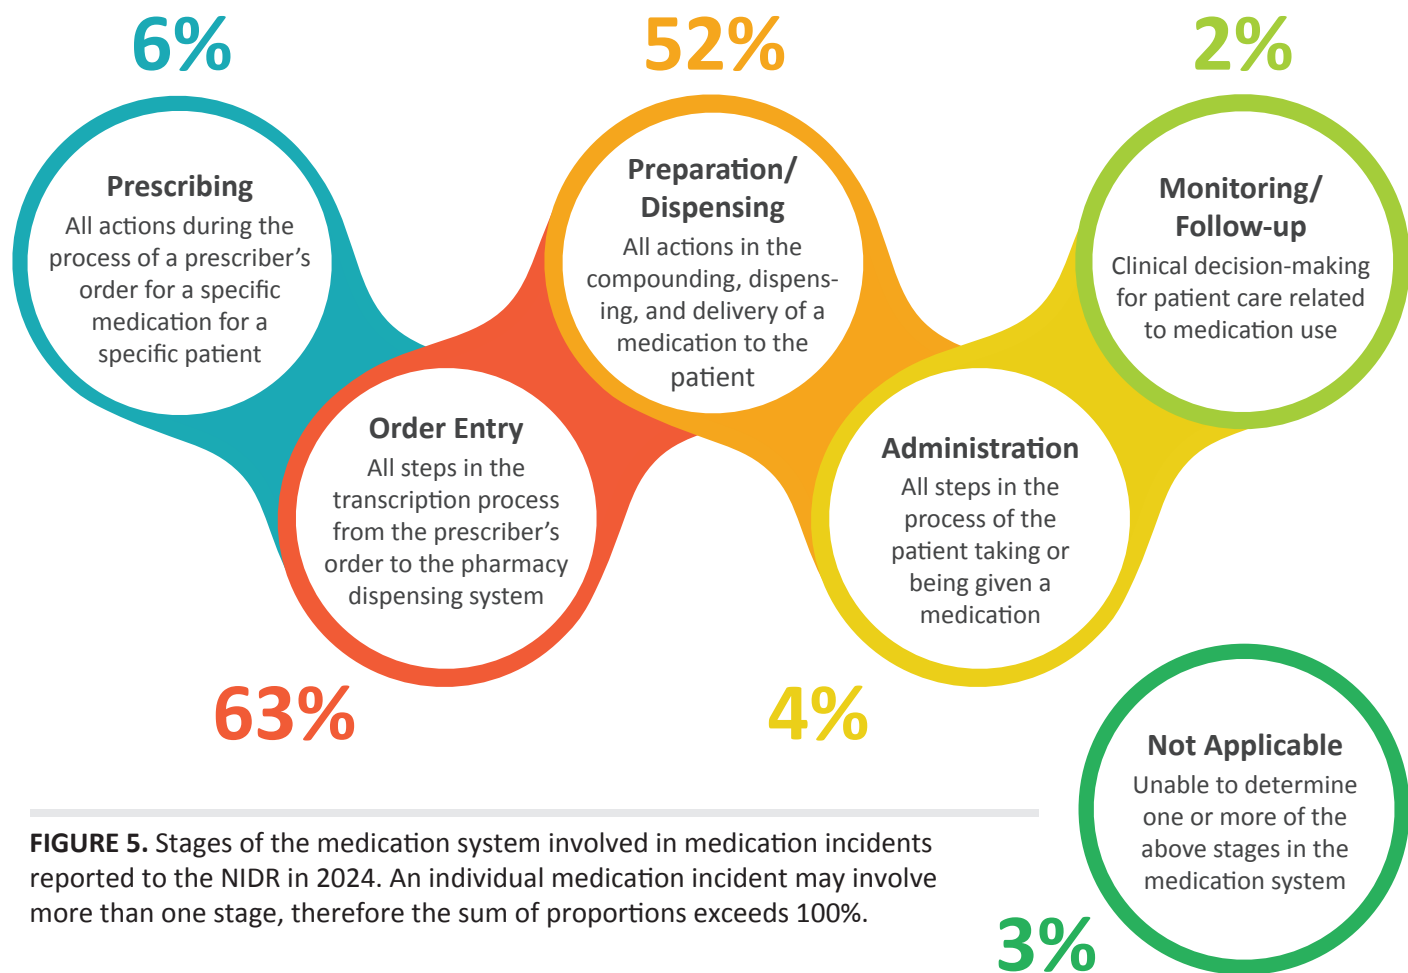 6%
Prescribing
All actions during the
process of a prescriber’s
order for a specific
medication for a
specific patient
63%
Order Entry
All steps in the
transcription process
from the prescriber’s
order to the pharmacy
dispensing system
52%
Preparation/
Dispensing
All actions in the
compounding, dispens-
ing, and delivery of a
medication to the
patient
4%
Administration
All steps in the
process of the
patient taking or
being given a
medication
2%
Monitoring/
Follow-up
Clinical decision-making
for patient care related
to medication use
3%
Not Applicable
Unable to determine
one or more of the
above stages in the
medication system
FIGURE 5. Stages of the medication system involved in medication incidents
reported to the NIDR in 2024. An individual medication incident may involve
more than one stage, therefore the sum of proportions exceeds 100%.